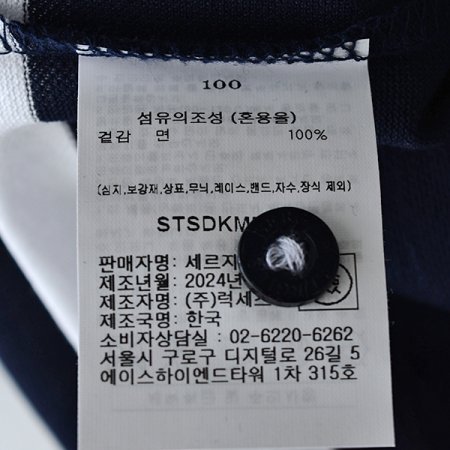 100
섬유의조성 (혼용율)
겉감 면 100%
(심지,보강재,상표,무늬,레이스,밴드,자수,장식 제외)
STSDKM
판매자명: 세르지
제조년월: 2024년
제조자명: (주)럭셔
제조국명: 한국
소비자상담실 : 02-6220-6262
서울시 구로구 디지털로 26길 5
에이스하이엔드타워 1차 315호